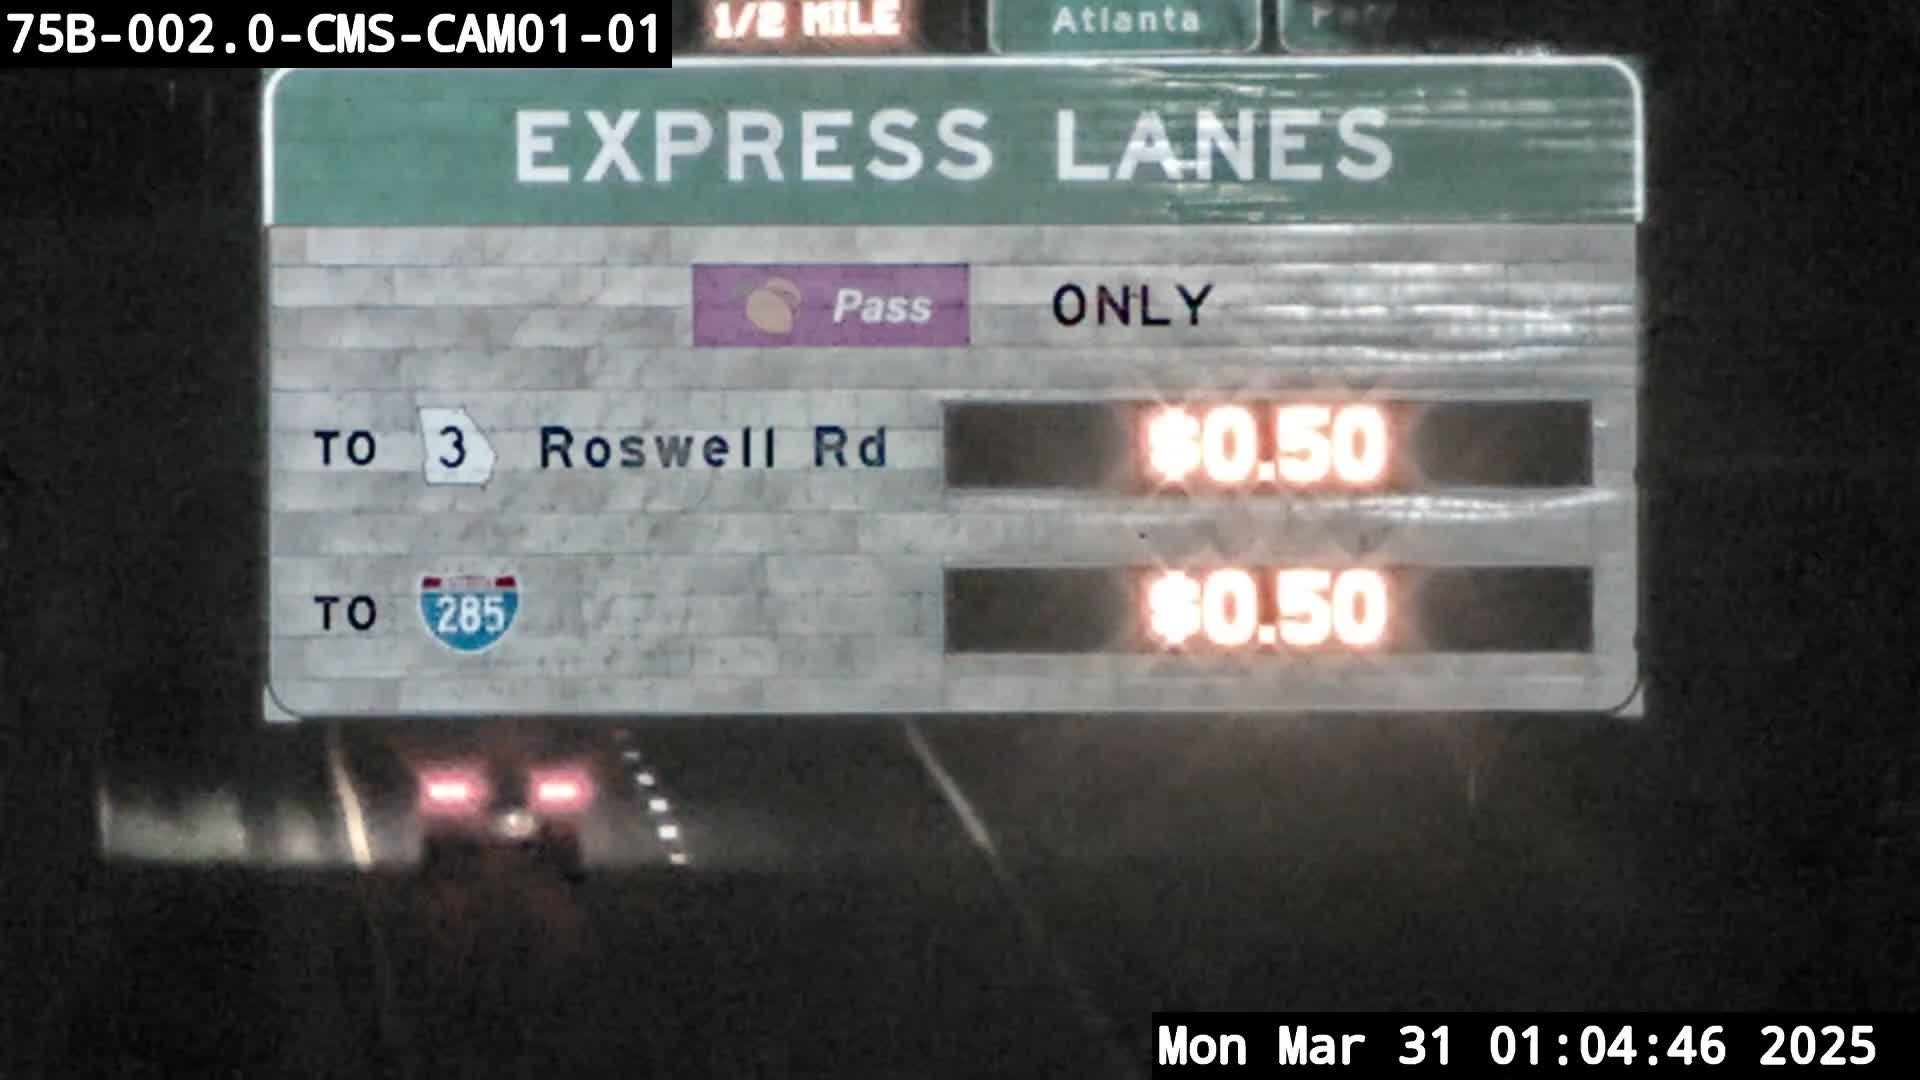 75B-002.0-CMS-CAM01-01
1/2 MILE
Atlanta
EXPRESS LANES
Pass ONLY
TO 3 Roswell Rd $0.50
TO 285 $0.50
Mon Mar 31 01:04:46 2025